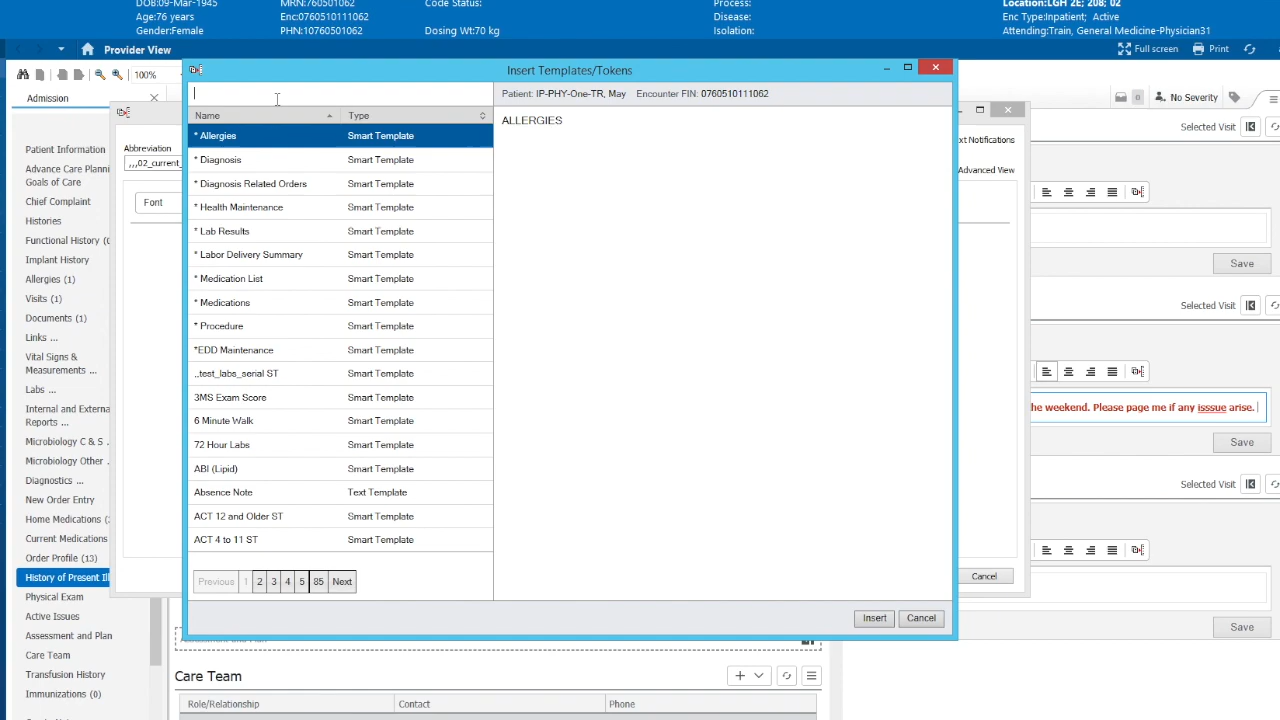 DOB:09-Mar-1945
MRN:760501062
Code Status:
Process:
Location:LGH 2E; 208; 02
Age:76 years
Enc:0760510111062
Disease:
Enc Type:Inpatient; Active
Gender:Female
PHN:10760501062
Dosing Wt:70 kg
Isolation:
Attending:Train, General Medicine-Physician31
Provider View
Full screen
Print
100%
Admission
No Severity
0
Insert Templates/Tokens
Patient: IP-PHY-One-TR, May Encounter FIN: 0760510111062
Name
Type
ALLERGIES
* Allergies Smart Template
* Diagnosis Smart Template
* Diagnosis Related Orders Smart Template
* Health Maintenance Smart Template
* Lab Results Smart Template
* Labor Delivery Summary Smart Template
* Medication List Smart Template
* Medications Smart Template
* Procedure Smart Template
*EDD Maintenance Smart Template
,,test_labs_serial ST Smart Template
3MS Exam Score Smart Template
6 Minute Walk Smart Template
72 Hour Labs Smart Template
ABI (Lipid) Smart Template
Absence Note Text Template
ACT 12 and Older ST Smart Template
ACT 4 to 11 ST Smart Template
Previous 1 2 3 4 5 85 Next
Insert
Cancel
Abbreviation
,,,02_current_
Font
Patient Information
Advance Care Planni
Goals of Care
Chief Complaint
Histories
Functional History (
Implant History
Allergies (1)
Visits (1)
Documents (1)
Links ...
Vital Signs &
Measurements ...
Labs ...
Internal and Externa
Reports ...
Microbiology C & S
Microbiology Other
Diagnostics ...
New Order Entry
Home Medications (
Current Medications
Order Profile (13)
History of Present Ill
Physical Exam
Active Issues
Assessment and Plan
Care Team
Transfusion History
Immunizations (0)
xt Notifications
Advanced View
Cancel
Selected Visit
Save
Selected Visit
he weekend. Please page me if any isssue arise.
Save
Selected Visit
Save
Care Team
Role/Relationship
Contact
Phone